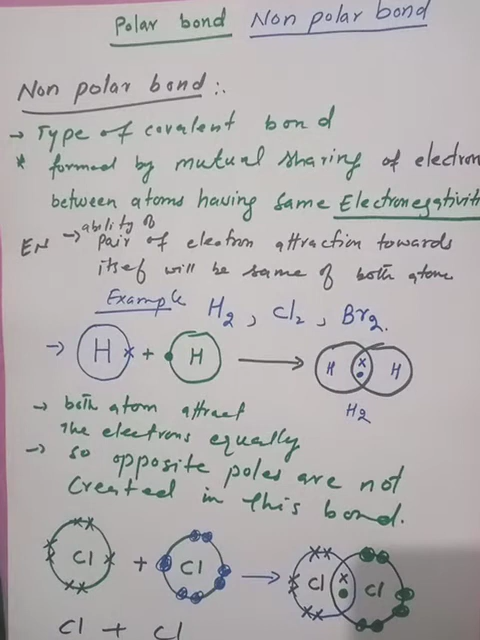 Polar bond Non polar bond
Non polar bond :.
→ Type of covalent bond
* formed by mutual sharing of electron
between atoms having same Electronegativit
EN → ability of
pair of electron attraction towards
itself will be same of both atom
Example H2, Cl2, Br2.
→ H x + • H → H x • H
H2
→ both atom attract
the electrons equally
→ so opposite poles are not
created in this bond.
Cl + Cl → Cl x • Cl
Cl + Cl